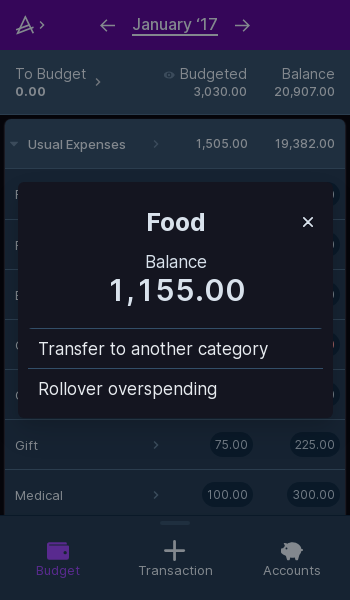 January ‘17
To Budget
Budgeted
Balance
0.00
3,030.00
20,907.00
Usual Expenses
1,505.00
19,382.00
Food
Balance
1,155.00
Transfer to another category
Rollover overspending
Gift
75.00
225.00
Medical
100.00
300.00
Budget
Transaction
Accounts